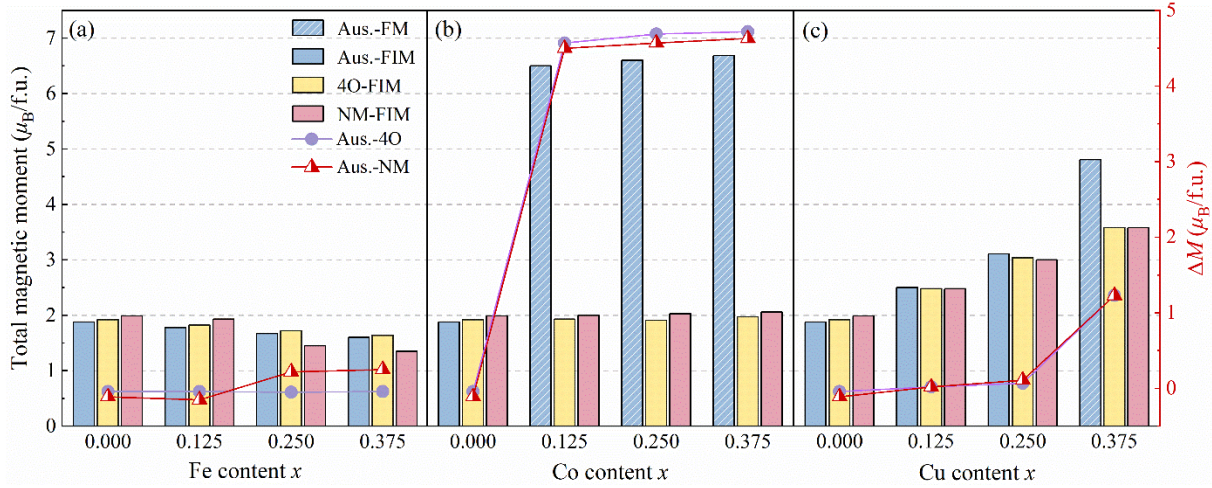 (a)
(b)
(c)
Aus.-FM
Aus.-FIM
4O-FIM
NM-FIM
Aus.-4O
Aus.-NM
Total magnetic moment (μB/f.u.)
7
6
5
4
3
2
1
0
5
4
3
2
1
0
ΔM (μB/f.u.)
0.000 0.125 0.250 0.375
0.000 0.125 0.250 0.375
0.000 0.125 0.250 0.375
Fe content x
Co content x
Cu content x